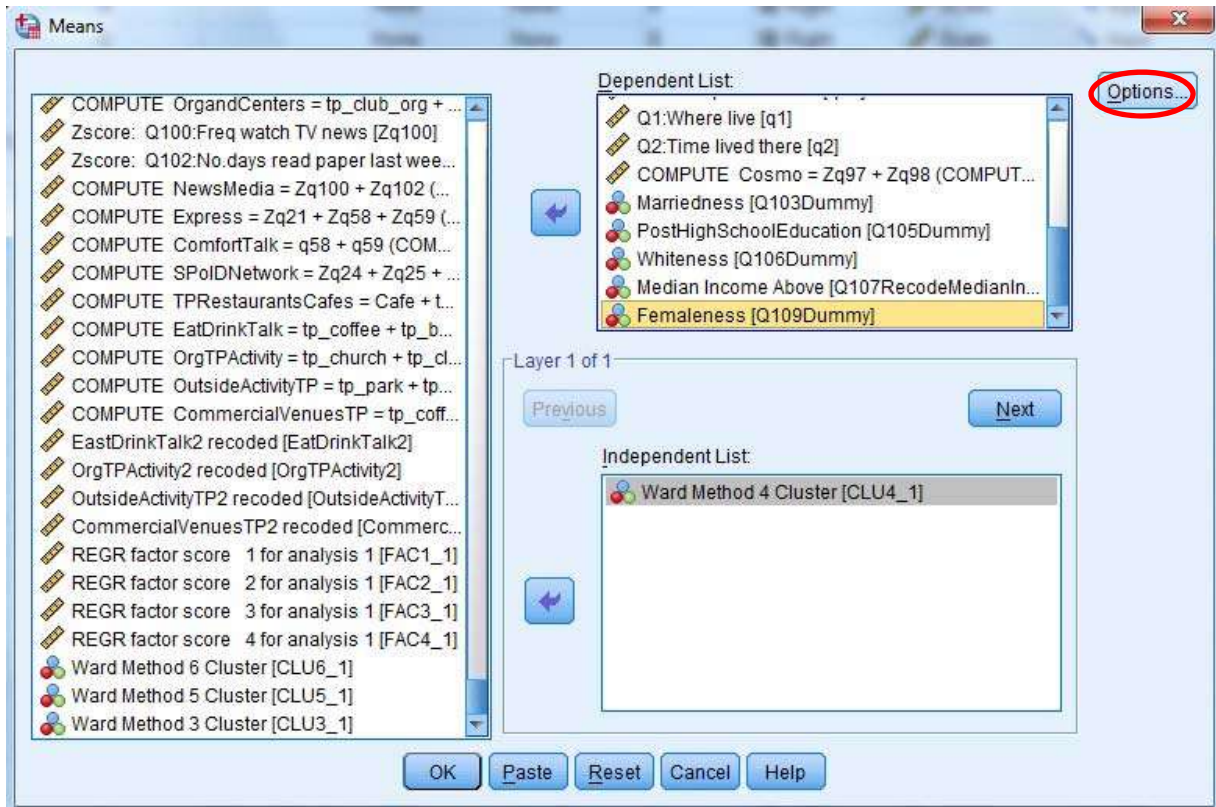 Means
COMPUTE OrgandCenters = tp_club_org + ...
Zscore: Q100:Freq watch TV news [Zq100]
Zscore: Q102:No.days read paper last wee...
COMPUTE NewsMedia = Zq100 + Zq102 (...
COMPUTE Express = Zq21 + Zq58 + Zq59 (...
COMPUTE ComfortTalk = q58 + q59 (COM...
COMPUTE SPolDNetwork = Zq24 + Zq25 + ...
COMPUTE TPRestaurantsCafes = Cafe + t...
COMPUTE EatDrinkTalk = tp_coffee + tp_b...
COMPUTE OrgTPActivity = tp_church + tp_cl...
COMPUTE OutsideActivityTP = tp_park + tp...
COMPUTE CommercialVenuesTP = tp_coff...
EastDrinkTalk2 recoded [EatDrinkTalk2]
OrgTPActivity2 recoded [OrgTPActivity2]
OutsideActivityTP2 recoded [OutsideActivityT...
CommercialVenuesTP2 recoded [Commerc...
REGR factor score 1 for analysis 1 [FAC1_1]
REGR factor score 2 for analysis 1 [FAC2_1]
REGR factor score 3 for analysis 1 [FAC3_1]
REGR factor score 4 for analysis 1 [FAC4_1]
Ward Method 6 Cluster [CLU6_1]
Ward Method 5 Cluster [CLU5_1]
Ward Method 3 Cluster [CLU3_1]
Dependent List:
Q1:Where live [q1]
Q2:Time lived there [q2]
COMPUTE Cosmo = Zq97 + Zq98 (COMPUT...
Marriedness [Q103Dummy]
PostHighSchoolEducation [Q105Dummy]
Whiteness [Q106Dummy]
Median Income Above [Q107RecodeMedianIn...
Femaleness [Q109Dummy]
Options...
Layer 1 of 1
Previous
Next
Independent List:
Ward Method 4 Cluster [CLU4_1]
OK
Paste
Reset
Cancel
Help